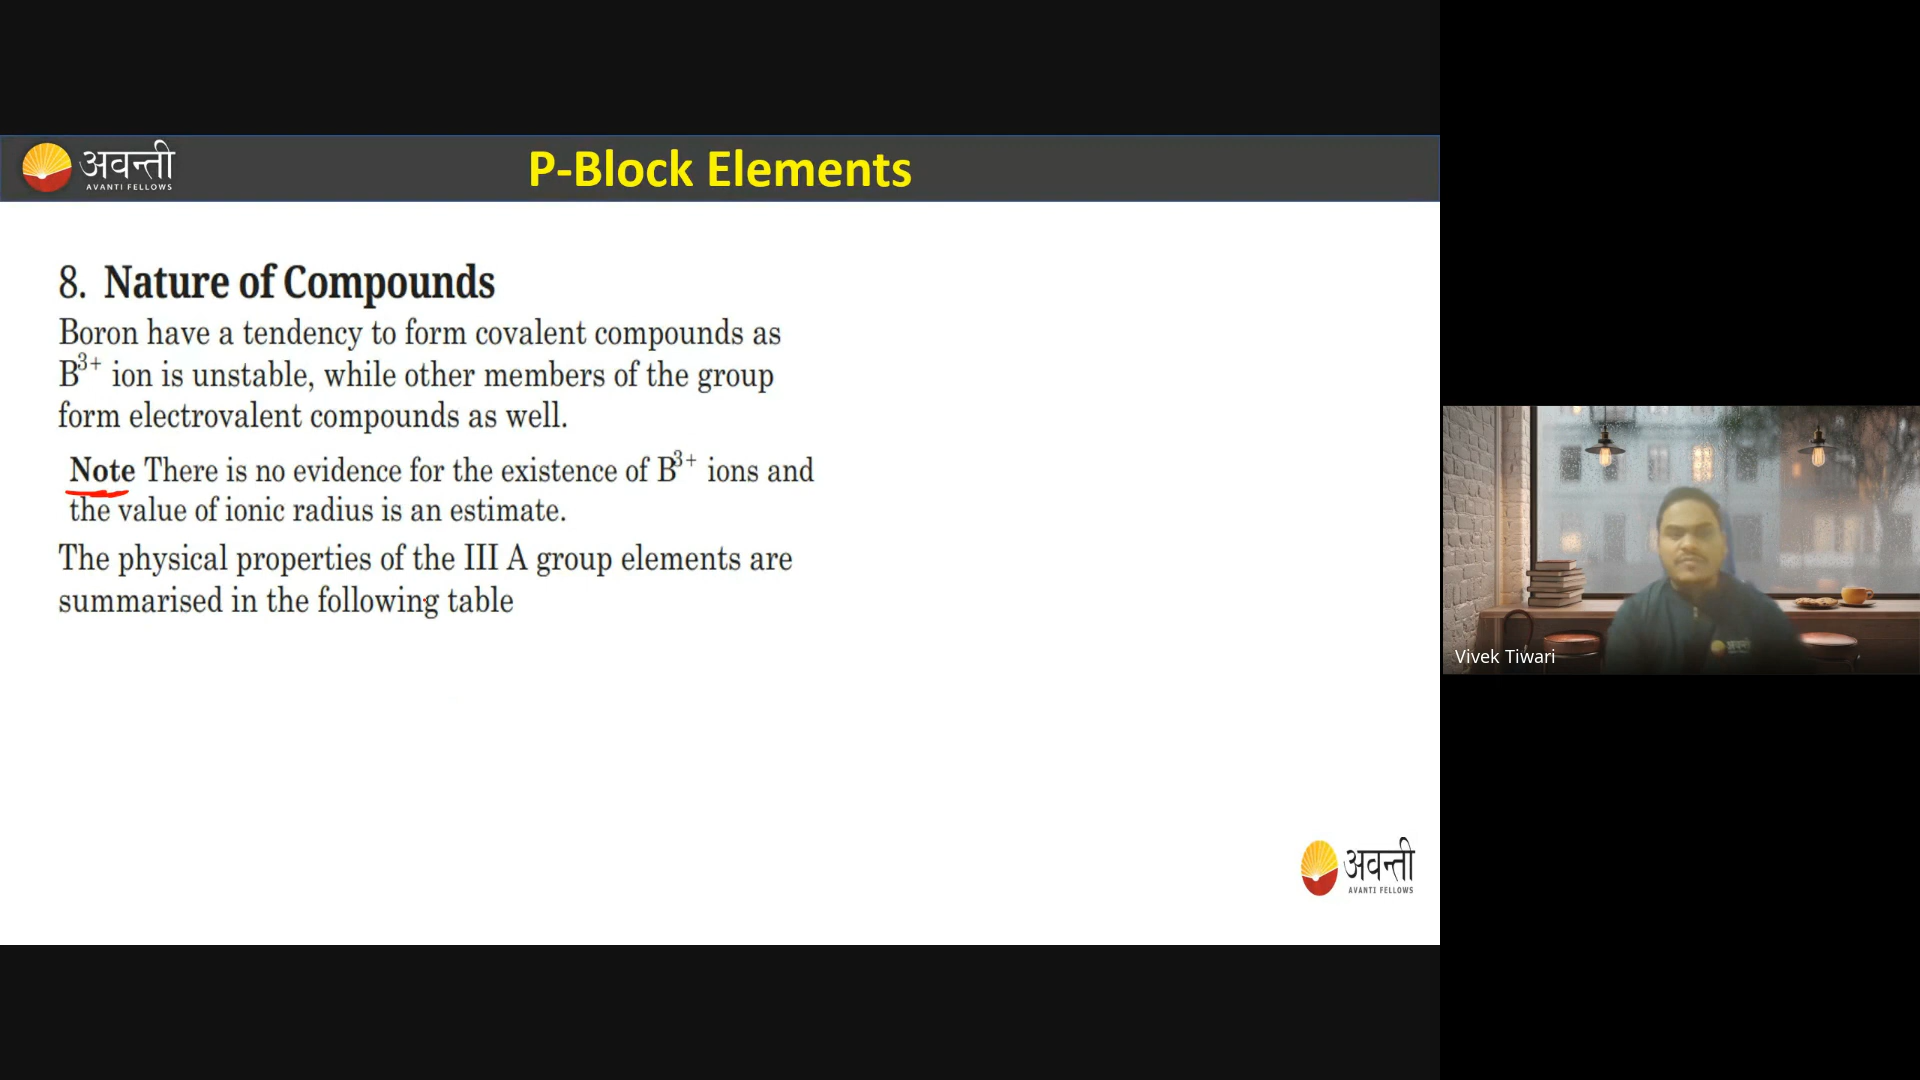 अवन्ती
AVANTI FELLOWS
P-Block Elements
8. Nature of Compounds
Boron have a tendency to form covalent compounds as
B³⁺ ion is unstable, while other members of the group
form electrovalent compounds as well.
Note There is no evidence for the existence of B³⁺ ions and
the value of ionic radius is an estimate.
The physical properties of the III A group elements are
summarised in the following table
Vivek Tiwari
अवन्ती
AVANTI FELLOWS